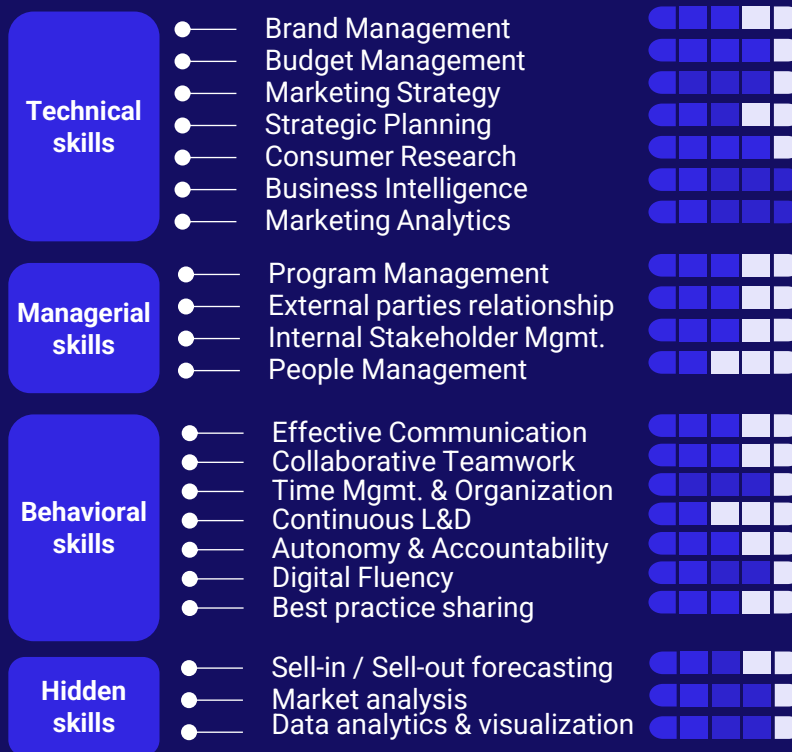 Technical
skills
Brand Management
Budget Management
Marketing Strategy
Strategic Planning
Consumer Research
Business Intelligence
Marketing Analytics
Managerial
skills
Program Management
External parties relationship
Internal Stakeholder Mgmt.
People Management
Behavioral
skills
Effective Communication
Collaborative Teamwork
Time Mgmt. & Organization
Continuous L&D
Autonomy & Accountability
Digital Fluency
Best practice sharing
Hidden
skills
Sell-in / Sell-out forecasting
Market analysis
Data analytics & visualization